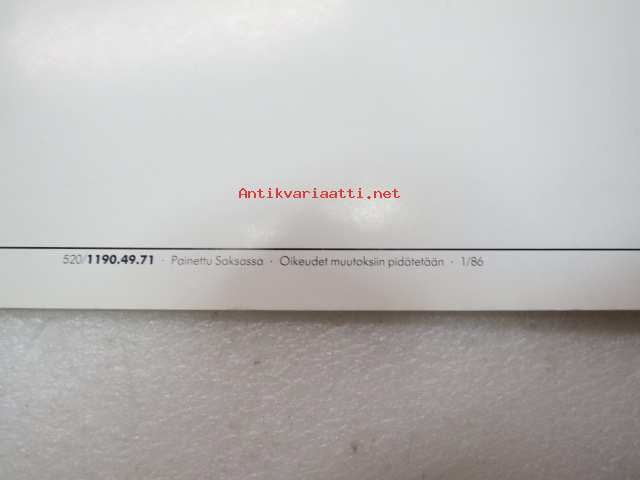 Antikvariaatti.net
520/1190.49.71 · Painettu Saksassa · Oikeudet muutoksiin pidätetään · 1/86